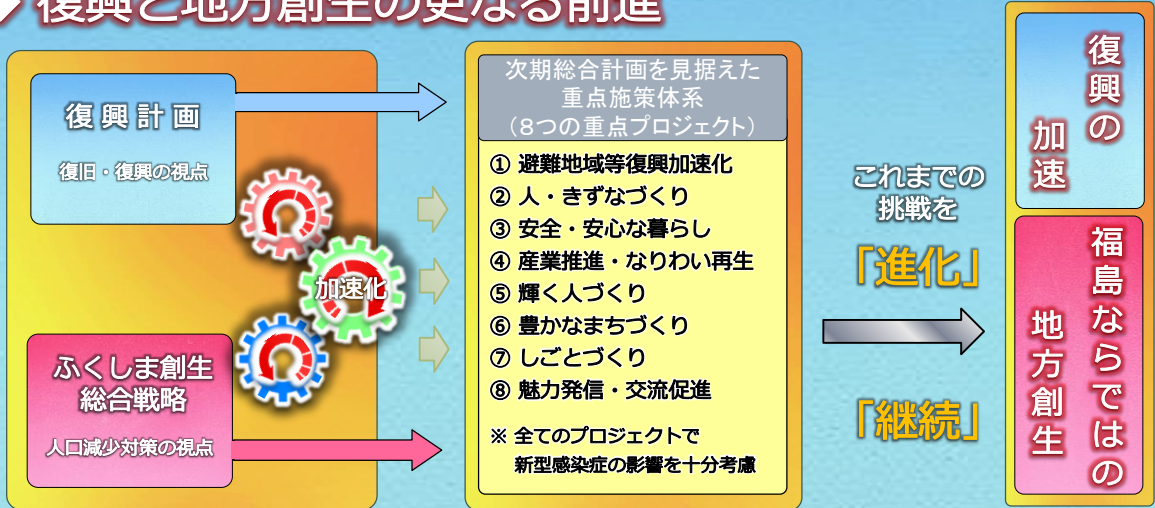 復興と地方創生の更なる前進
復興計画
復旧・復興の視点
加速化
ふくしま創生
総合戦略
人口減少対策の視点
次期総合計画を見据えた
重点施策体系
（８つの重点プロジェクト）
① 避難地域等復興加速化
② 人・きずなづくり
③ 安全・安心な暮らし
④ 産業推進・なりわい再生
⑤ 輝く人づくり
⑥ 豊かなまちづくり
⑦ しごとづくり
⑧ 魅力発信・交流促進
※ 全てのプロジェクトで
新型感染症の影響を十分考慮
これまでの
挑戦を
「進化」
「継続」
復興の
加速
福島ならではの
地方創生